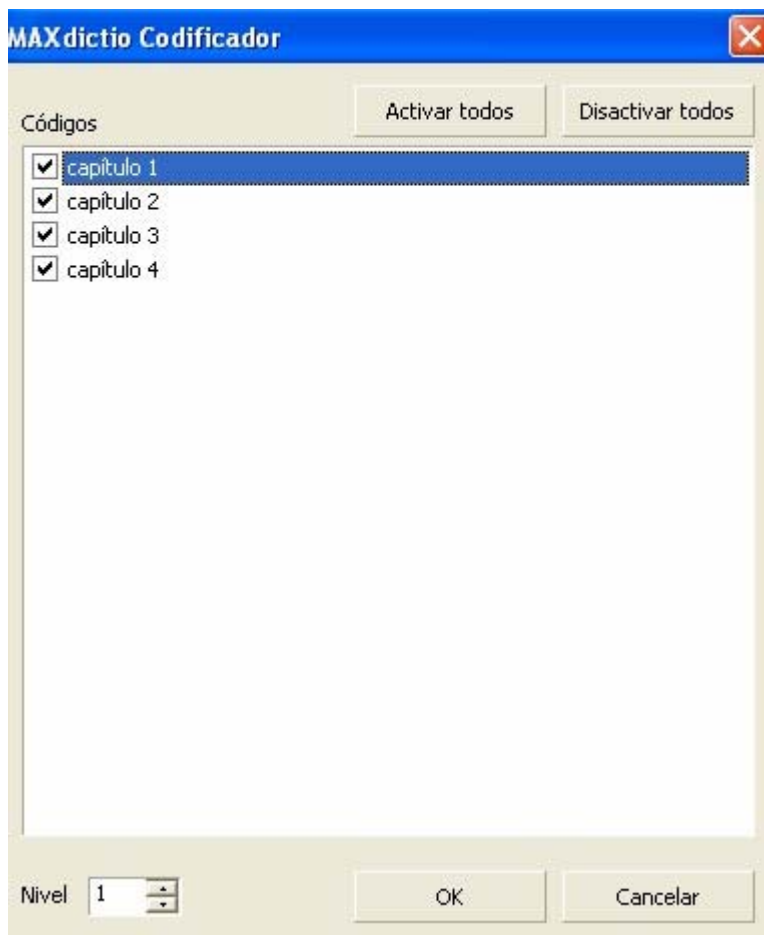 MAXdictio Codificador
Códigos
Activar todos
Disactivar todos
capítulo 1
capítulo 2
capítulo 3
capítulo 4
Nivel 1
OK
Cancelar